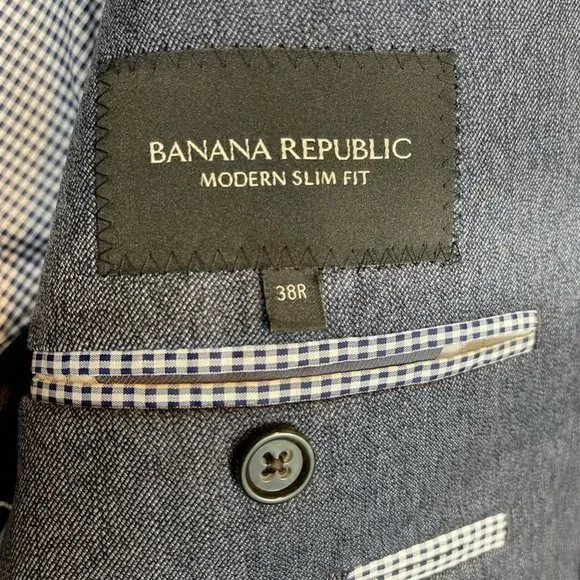 BANANA REPUBLIC
MODERN SLIM FIT
38R